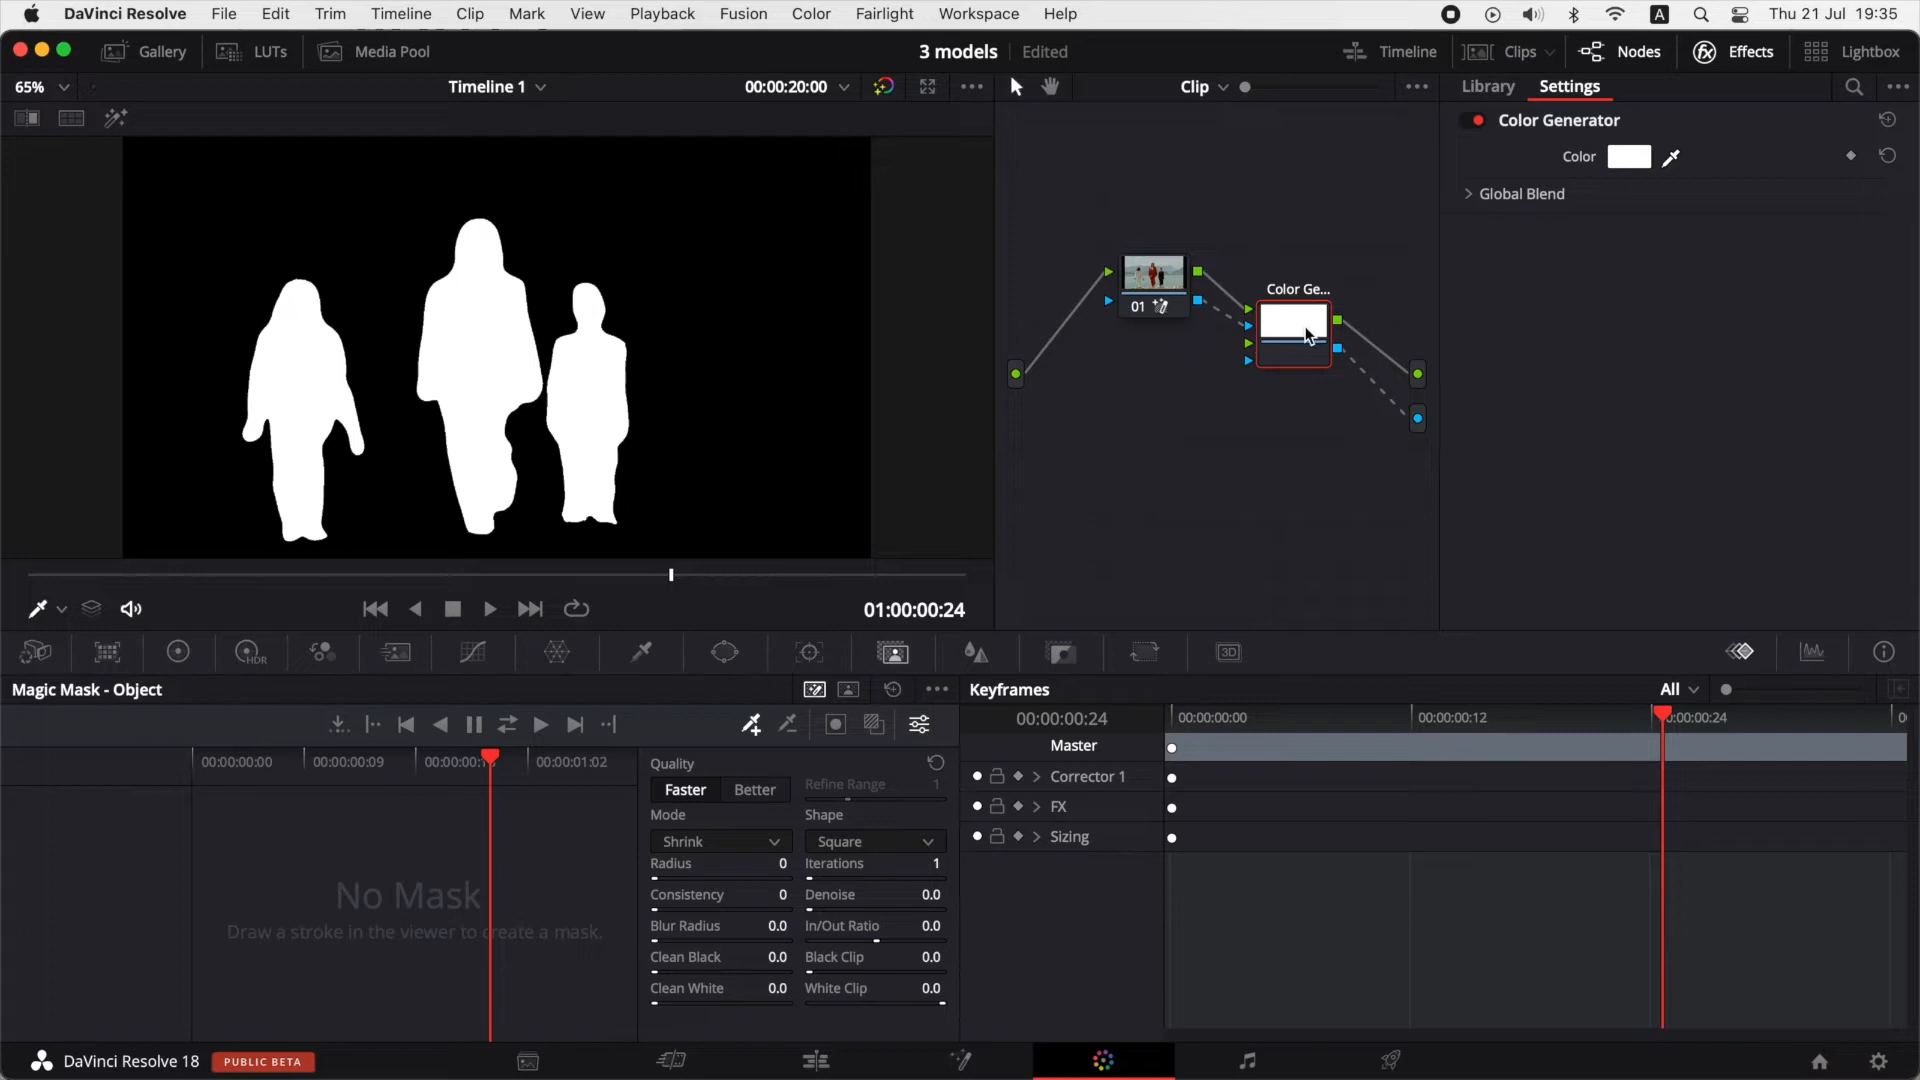 DaVinci Resolve File Edit Trim Timeline Clip Mark View Playback Fusion Color Fairlight Workspace Help A Thu 21 Jul 19:35
Gallery LUTs Media Pool 3 models Edited Timeline Clips Nodes fx Effects Lightbox
65% Timeline 1 00:00:20:00 Clip Library Settings
Color Generator
Color
Global Blend
Color Ge...
01
01:00:00:24
HDR 3D
Magic Mask - Object Keyframes All
00:00:00:24 00:00:00:00 00:00:00:12 0:00:00:24
Master
00:00:00:00 00:00:00:09 00:00:01:02 Quality
Corrector 1
Faster Better Refine Range 1
FX
Mode Shape
Sizing
Shrink Square
Radius 0 Iterations 1
No Mask Consistency 0 Denoise 0.0
Draw a stroke in the viewer to create a mask. Blur Radius 0.0 In/Out Ratio 0.0
Clean Black 0.0 Black Clip 0.0
Clean White 0.0 White Clip 0.0
DaVinci Resolve 18 PUBLIC BETA